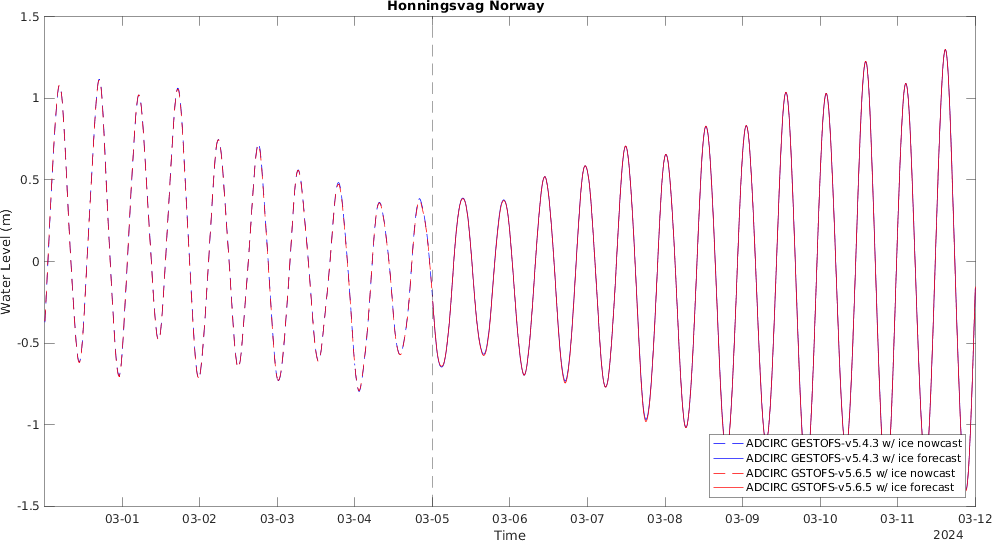 Honningsvag Norway
1.5
1
0.5
0
-0.5
-1
-1.5
Water Level (m)
ADCIRC GESTOFS-v5.4.3 w/ ice nowcast
ADCIRC GESTOFS-v5.4.3 w/ ice forecast
ADCIRC GSTOFS-v5.6.5 w/ ice nowcast
ADCIRC GSTOFS-v5.6.5 w/ ice forecast
03-01 03-02 03-03 03-04 03-05 03-06 03-07 03-08 03-09 03-10 03-11 03-12
Time
2024